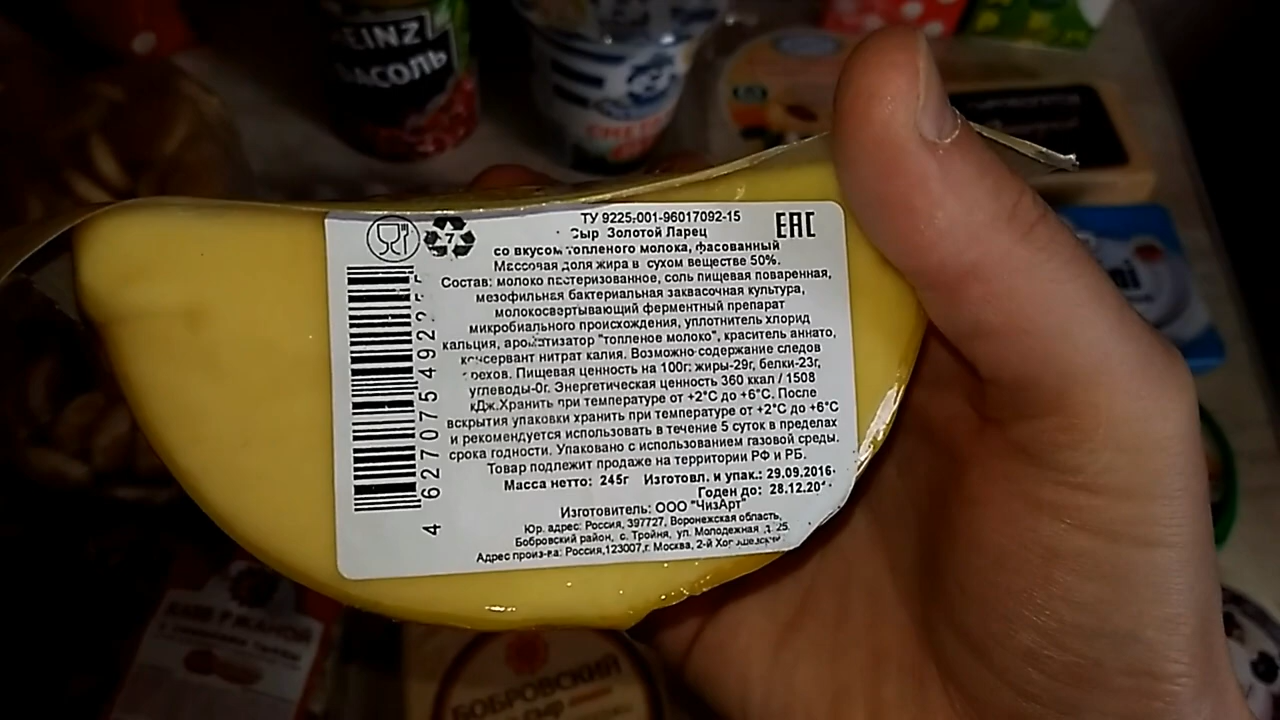 HEINZ
ФАСОЛЬ
СМЕТАНА
ТУ 9225-001-96017092-15
EAC
7
Сыр Золотой Ларец
со вкусом топленого молока, фасованный
Массовая доля жира в сухом веществе 50%.
Состав: молоко пастеризованное, соль пищевая поваренная,
мезофильная бактериальная заквасочная культура,
молокосвертывающий ферментный препарат
микробиального происхождения, уплотнитель хлорид
кальция, ароматизатор "топленое молоко", краситель аннато,
консервант нитрат калия. Возможно содержание следов
орехов. Пищевая ценность на 100г: жиры-29г, белки-23г,
углеводы-0г. Энергетическая ценность 360 ккал / 1508
кДж.Хранить при температуре от +2°С до +6°С. После
вскрытия упаковки хранить при температуре от +2°С до +6°С
и рекомендуется использовать в течение 5 суток в пределах
срока годности. Упаковано с использованием газовой среды.
Товар подлежит продаже на территории РФ и РБ.
Масса нетто: 245г Изготовл. и упак.: 29.09.2016
Годен до: 28.12.20
Изготовитель: ООО "ЧизАрт"
Юр. адрес: Россия, 397727, Воронежская область,
Бобровский район, с. Тройня, ул. Молодежная д. 25.
Адрес произ-ва: Россия,123007,г. Москва, 2-й
БОБРОВСКИЙ
сыр